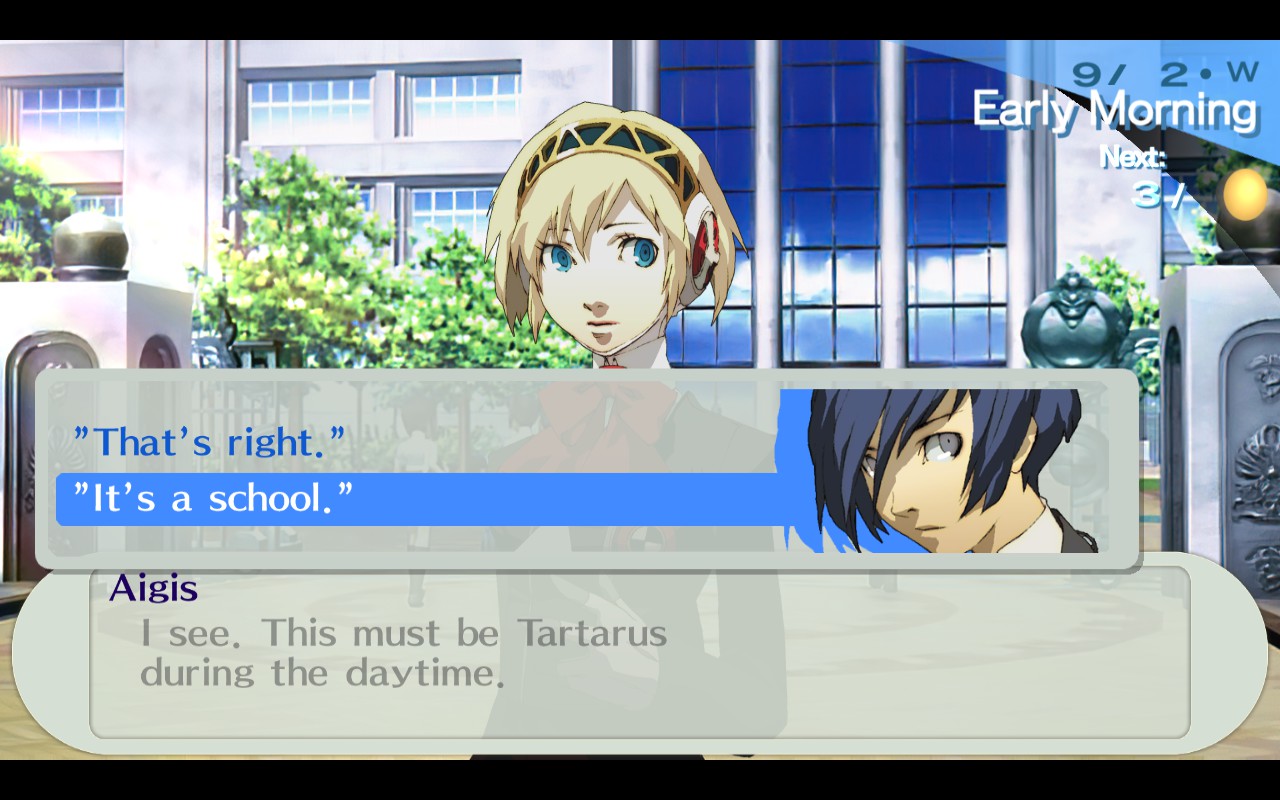 9/ 2 • W
Early Morning
Next:
3/
”That's right.”
”It's a school.”
Aigis
I see. This must be Tartarus
during the daytime.